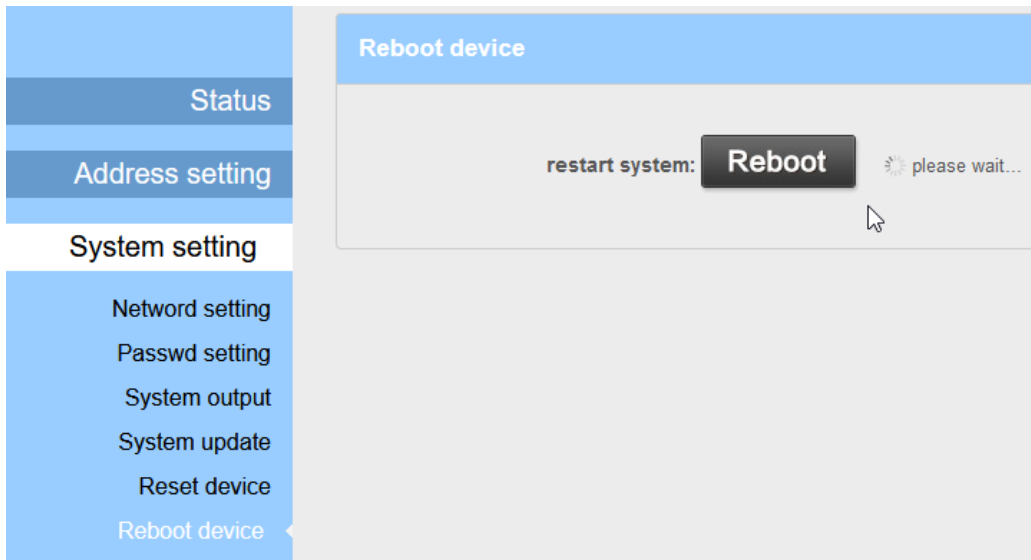 Status
Address setting
System setting
Netword setting
Passwd setting
System output
System update
Reset device
Reboot device
Reboot device
restart system: Reboot please wait...